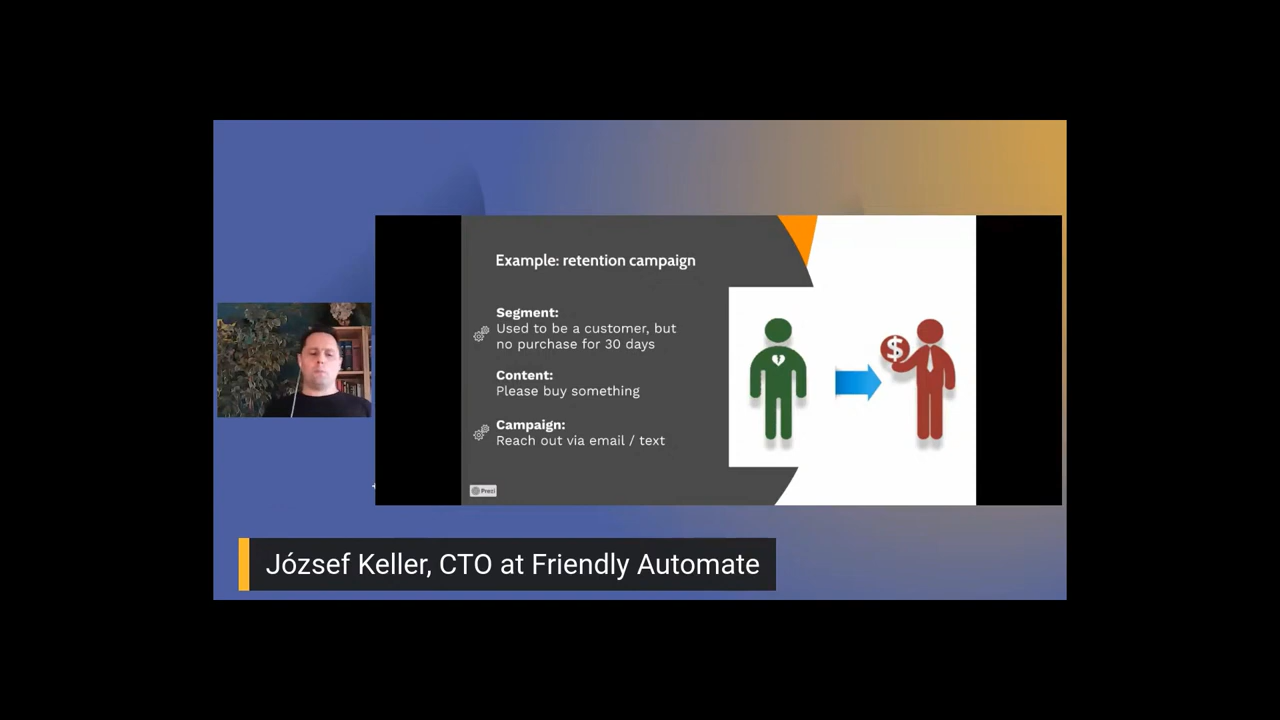 Example: retention campaign
Segment:
Used to be a customer, but
no purchase for 30 days
Content:
Please buy something
Campaign:
Reach out via email / text
Prezi
$
József Keller, CTO at Friendly Automate